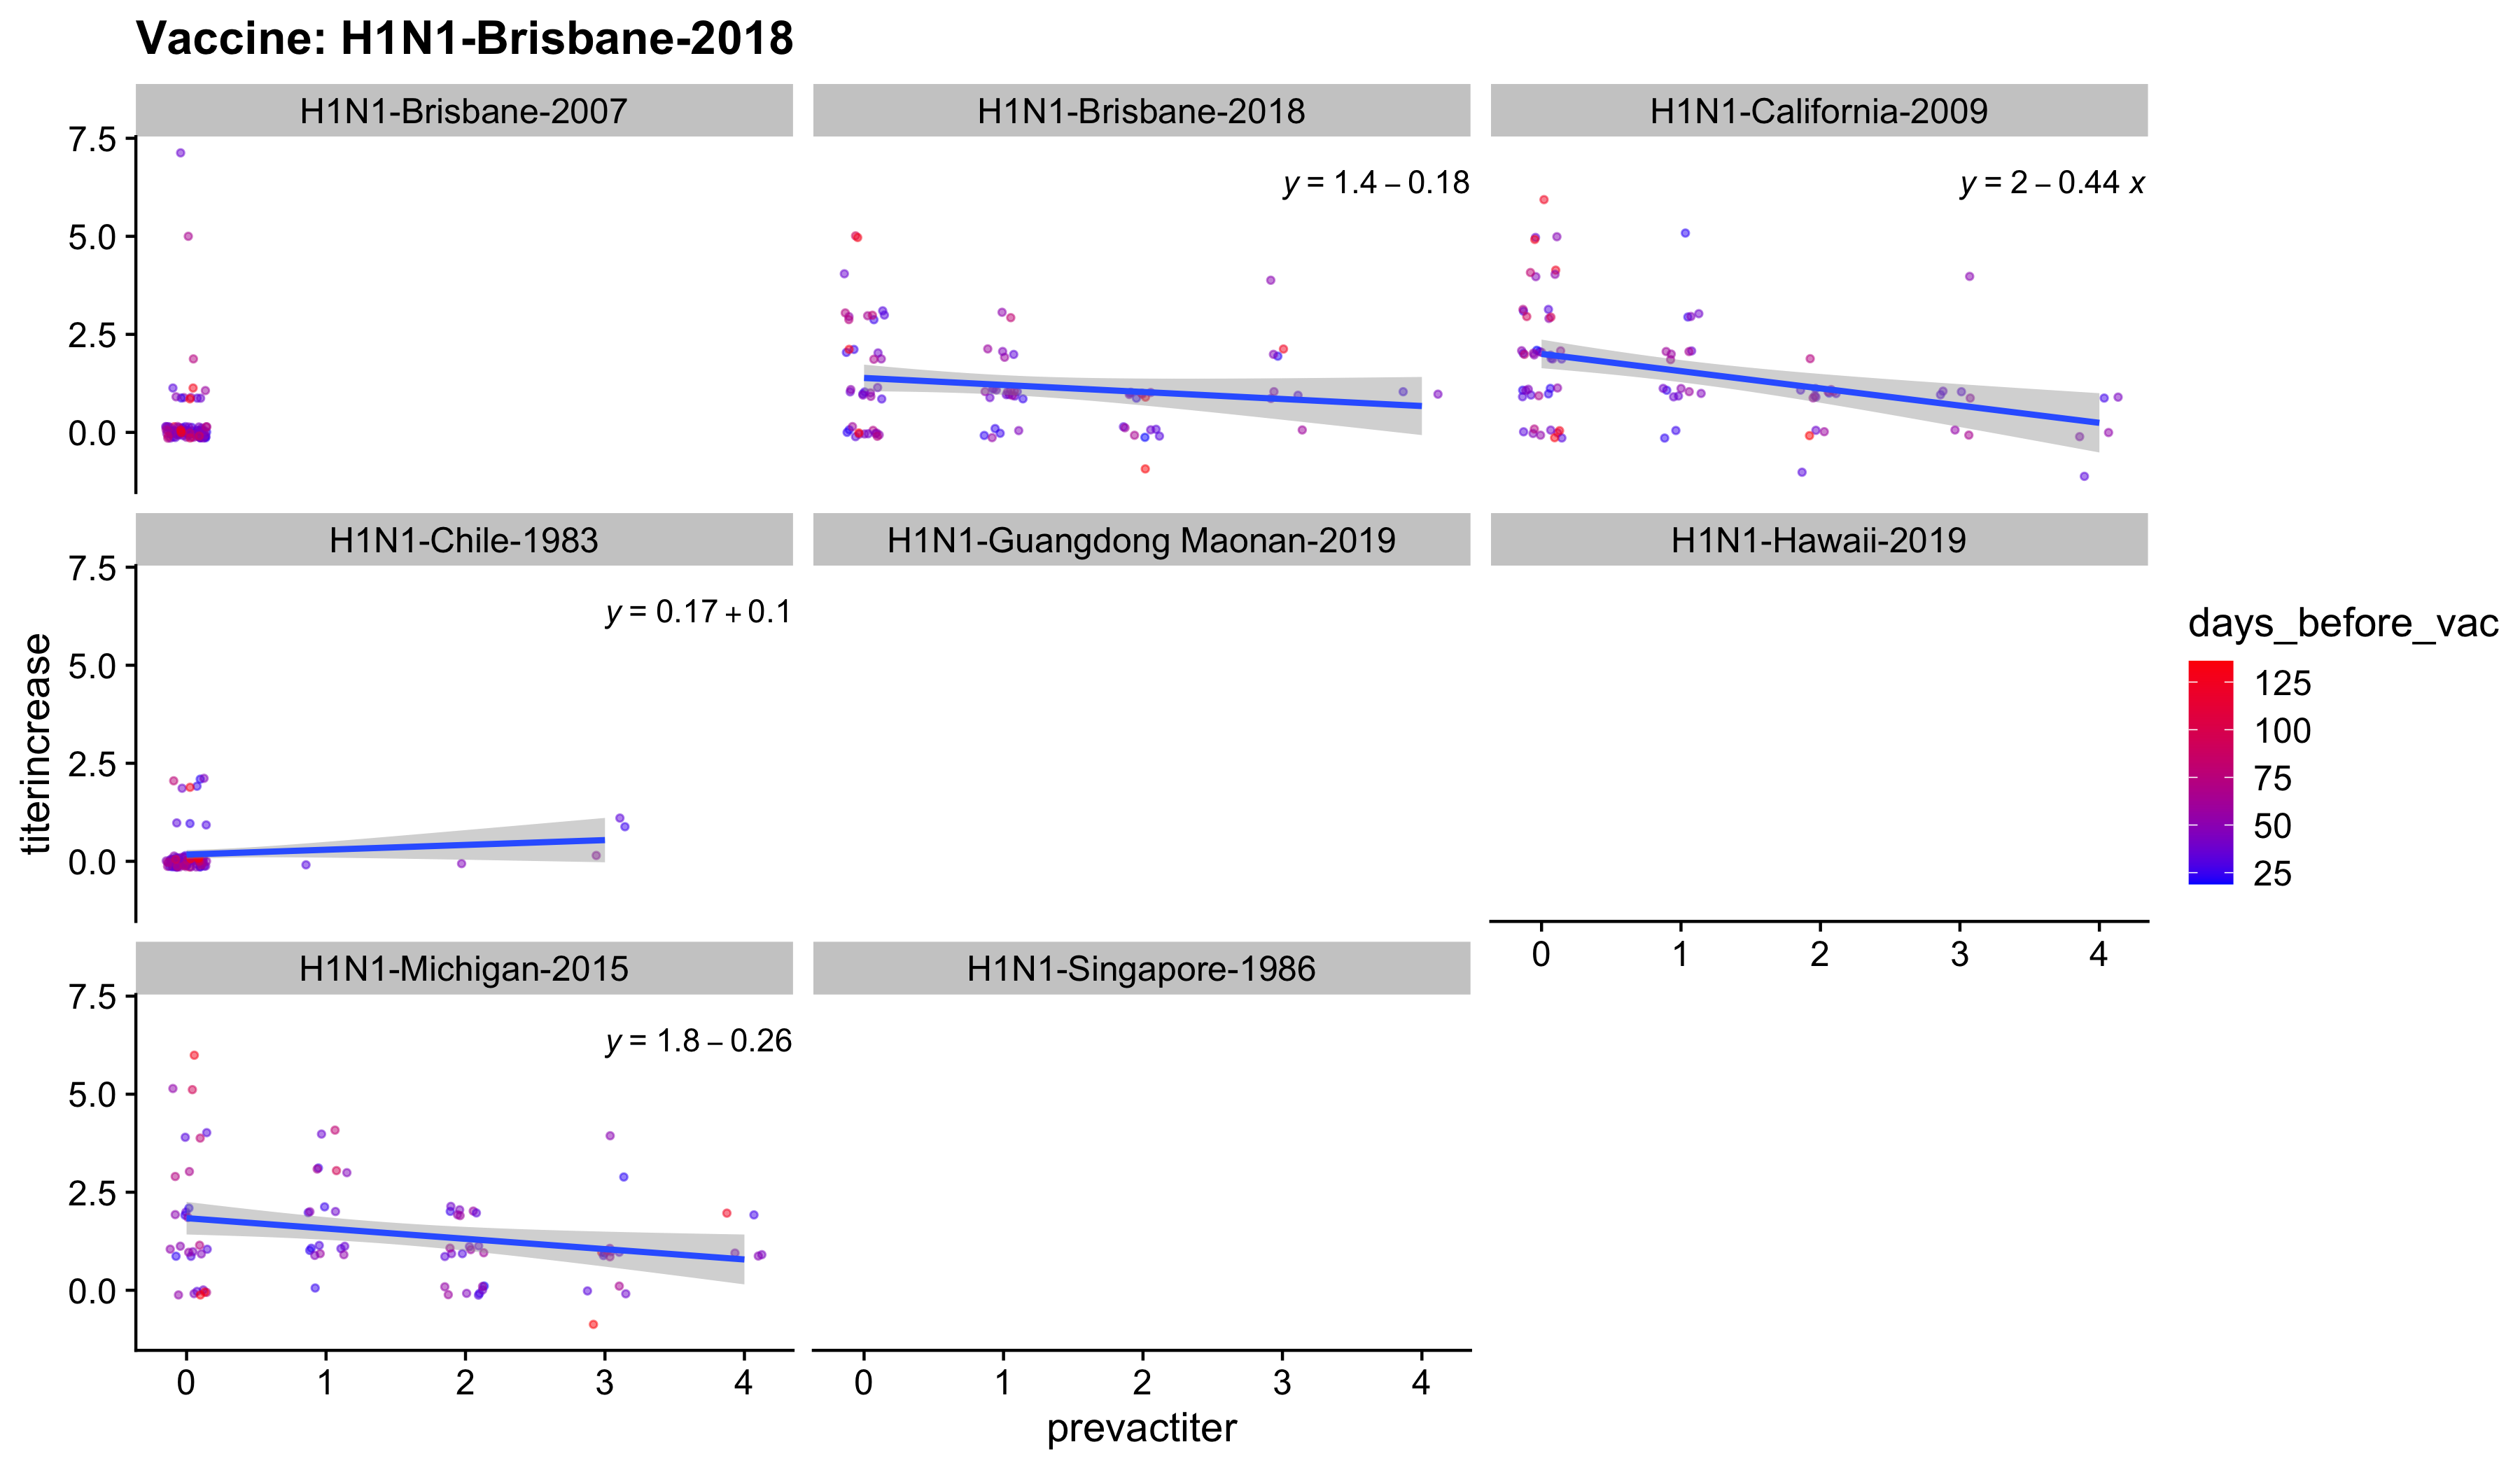 Vaccine: H1N1-Brisbane-2018
H1N1-Brisbane-2007
H1N1-Brisbane-2018
H1N1-California-2009
7.5
5.0
2.5
0.0
y = 1.4 – 0.18
y = 2 – 0.44 x
H1N1-Chile-1983
H1N1-Guangdong Maonan-2019
H1N1-Hawaii-2019
7.5
5.0
2.5
0.0
y = 0.17 + 0.1
0 1 2 3 4
titerincrease
days_before_vac
125
100
75
50
25
H1N1-Michigan-2015
H1N1-Singapore-1986
7.5
5.0
2.5
0.0
y = 1.8 – 0.26
0 1 2 3 4
0 1 2 3 4
prevactiter